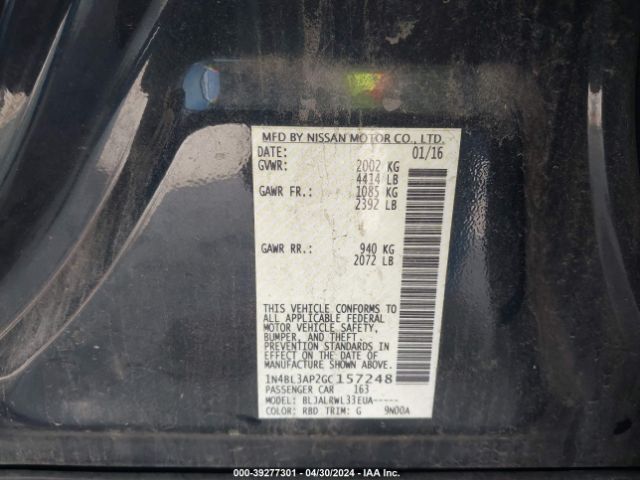 MFD BY NISSAN MOTOR CO., LTD.
DATE: 01/16
GVWR: 2002 KG
4414 LB
GAWR FR.: 1085 KG
2392 LB
GAWR RR.: 940 KG
2072 LB
THIS VEHICLE CONFORMS TO
ALL APPLICABLE FEDERAL
MOTOR VEHICLE SAFETY,
BUMPER, AND THEFT
PREVENTION STANDARDS IN
EFFECT ON THE DATE OF
MANUFACTURE SHOWN ABOVE.
1N4BL3AP2GC157248
PASSENGER CAR 163
MODEL: BLJALRWL33EUA-----
COLOR: RBD TRIM: G 9N00A
000-39277301 - 04/30/2024 - IAA Inc.